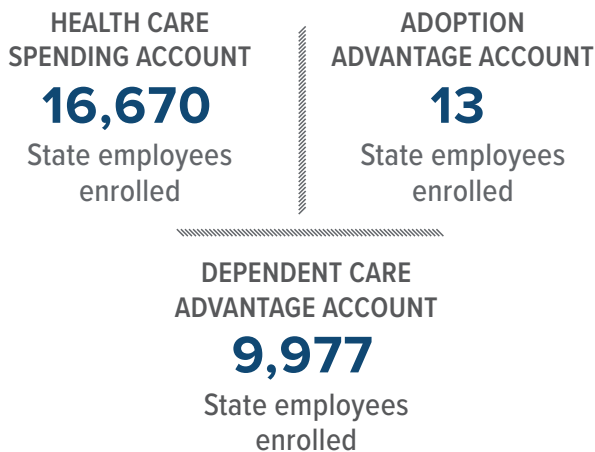 HEALTH CARE
SPENDING ACCOUNT
16,670
State employees
enrolled
ADOPTION
ADVANTAGE ACCOUNT
13
State employees
enrolled
DEPENDENT CARE
ADVANTAGE ACCOUNT
9,977
State employees
enrolled